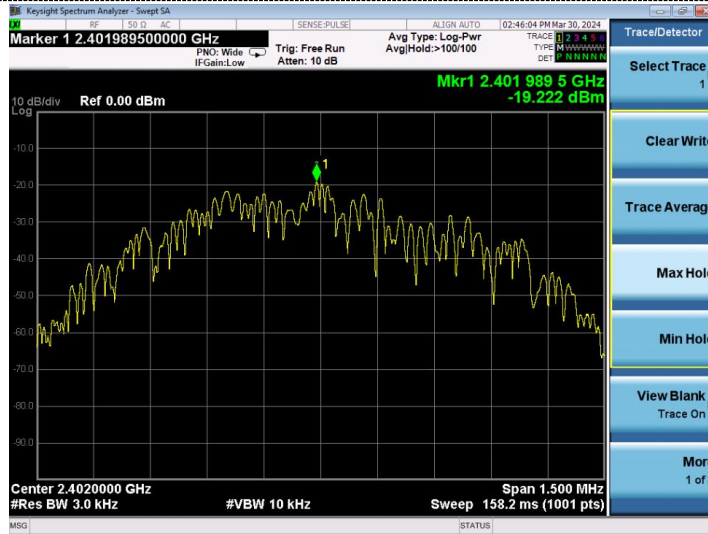 Keysight Spectrum Analyzer - Swept SA
LXI RF 50 Ω AC SENSE:PULSE ALIGN AUTO 02:46:04 PM Mar 30, 2024
Marker 1 2.401989500000 GHz
PNO: Wide
IFGain:Low
Trig: Free Run
Atten: 10 dB
Avg Type: Log-Pwr
Avg|Hold:>100/100
TRACE 1 2 3 4 5 6
TYPE M WWWWW
DET P N N N N N
Mkr1 2.401 989 5 GHz
-19.222 dBm
10 dB/div Ref 0.00 dBm
Log
1
-10.0
-20.0
-30.0
-40.0
-50.0
-60.0
-70.0
-80.0
-90.0
Center 2.4020000 GHz Span 1.500 MHz
#Res BW 3.0 kHz #VBW 10 kHz Sweep 158.2 ms (1001 pts)
MSG STATUS
Trace/Detector
Select Trace
1
Clear Write
Trace Averag
Max Hol
Min Hol
View Blank
Trace On
Mor
1 of